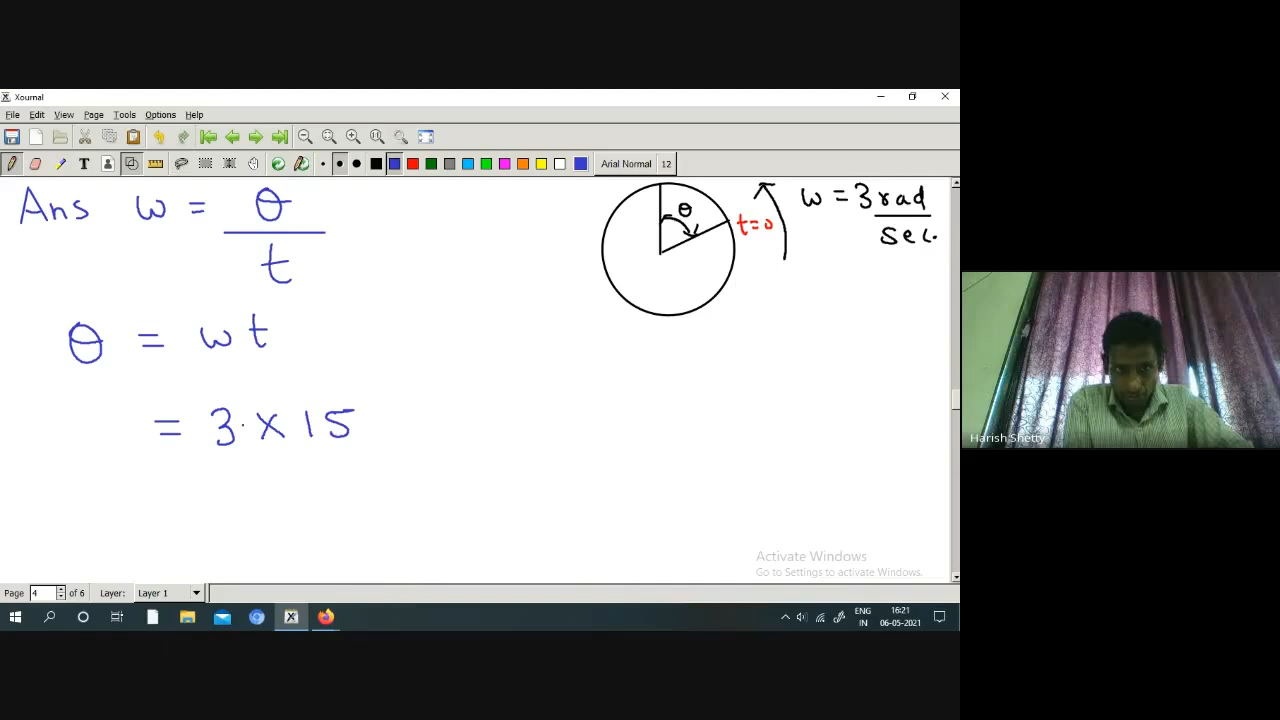 Xournal
File Edit View Page Tools Options Help
Arial Normal 12
Ans w = θ
t
θ = wt
= 3 × 15
θ
t=0
w = 3 rad
sec.
Harish Shetty
Activate Windows
Go to Settings to activate Windows.
Page 4 of 6 Layer: Layer 1
ENG
IN
16:21
06-05-2021